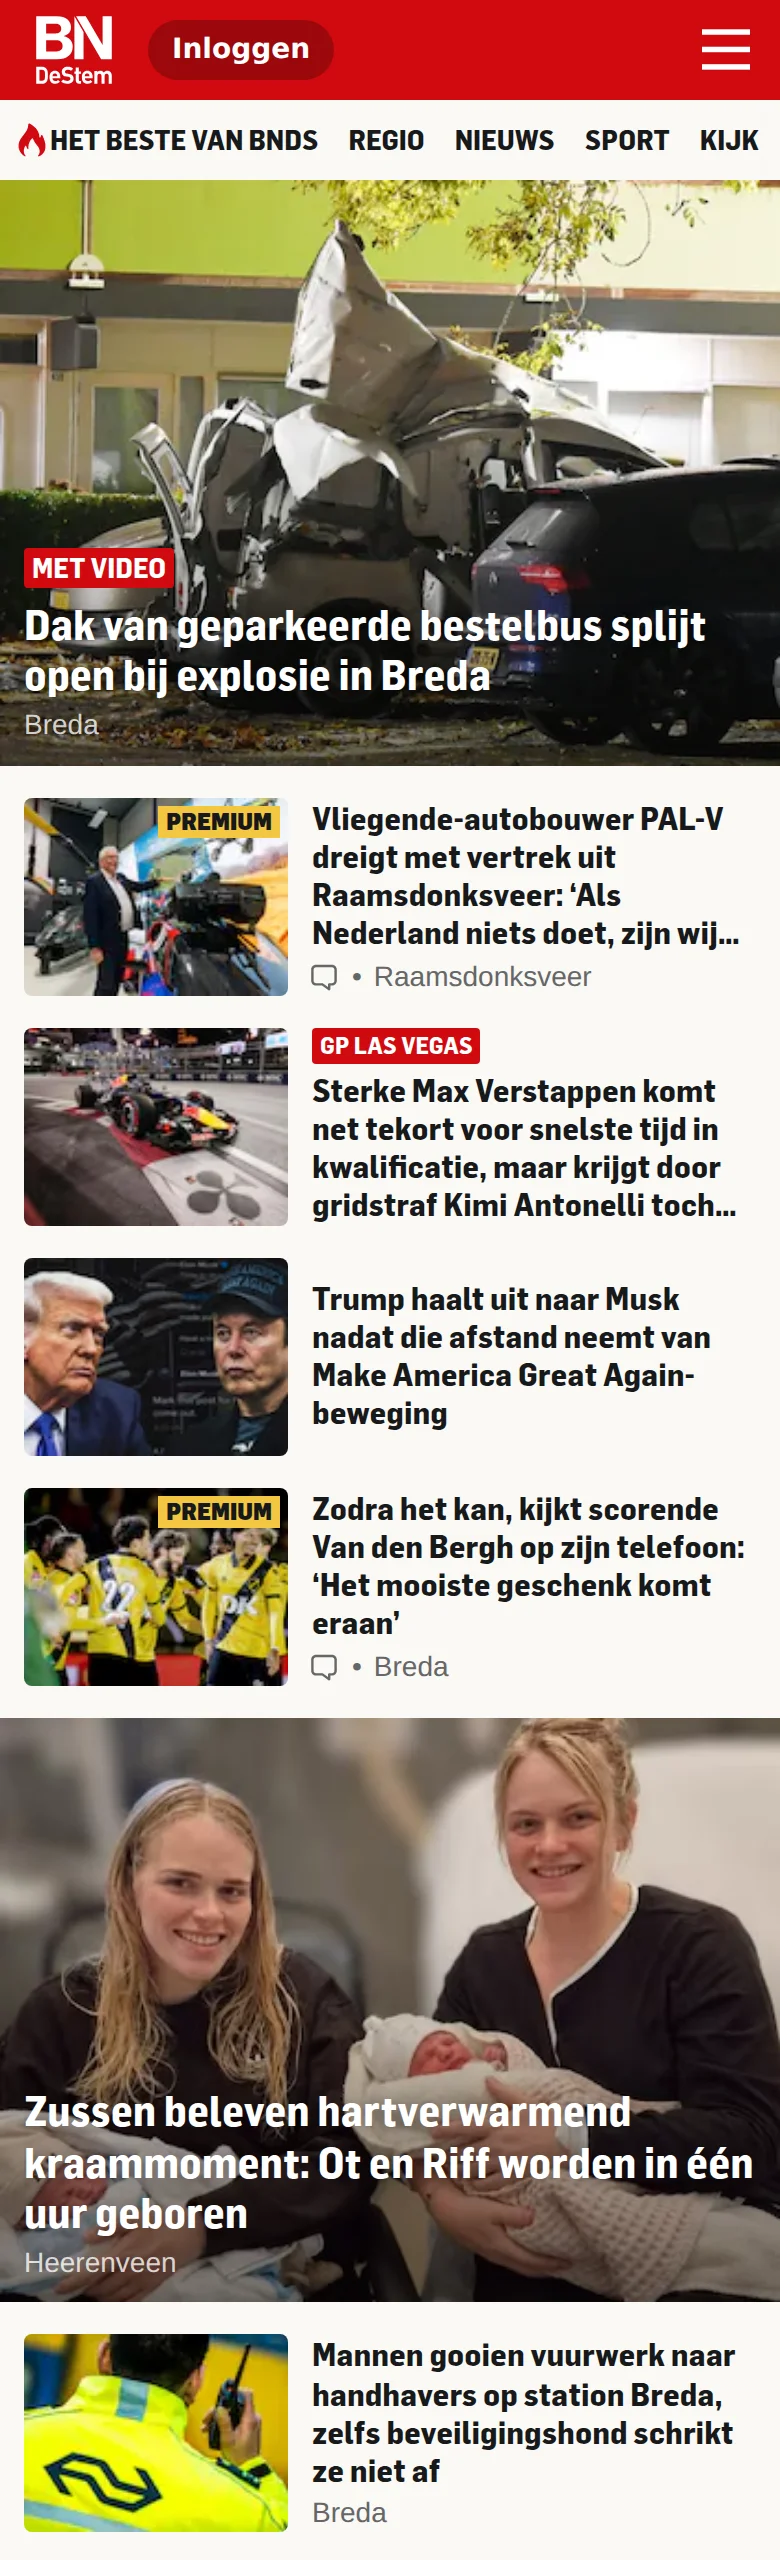 BN
DeStem
Inloggen
HET BESTE VAN BNDS
REGIO
NIEUWS
SPORT
KIJK
MET VIDEO
Dak van geparkeerde bestelbus splijt
open bij explosie in Breda
Breda
PREMIUM
Vliegende-autobouwer PAL-V
dreigt met vertrek uit
Raamsdonksveer: ‘Als
Nederland niets doet, zijn wij...
• Raamsdonksveer
GP LAS VEGAS
Sterke Max Verstappen komt
net tekort voor snelste tijd in
kwalificatie, maar krijgt door
gridstraf Kimi Antonelli toch...
Trump haalt uit naar Musk
nadat die afstand neemt van
Make America Great Again-
beweging
PREMIUM
22
Zodra het kan, kijkt scorende
Van den Bergh op zijn telefoon:
‘Het mooiste geschenk komt
eraan’
• Breda
Zussen beleven hartverwarmend
kraammoment: Ot en Riff worden in één
uur geboren
Heerenveen
Mannen gooien vuurwerk naar
handhavers op station Breda,
zelfs beveiligingshond schrikt
ze niet af
Breda